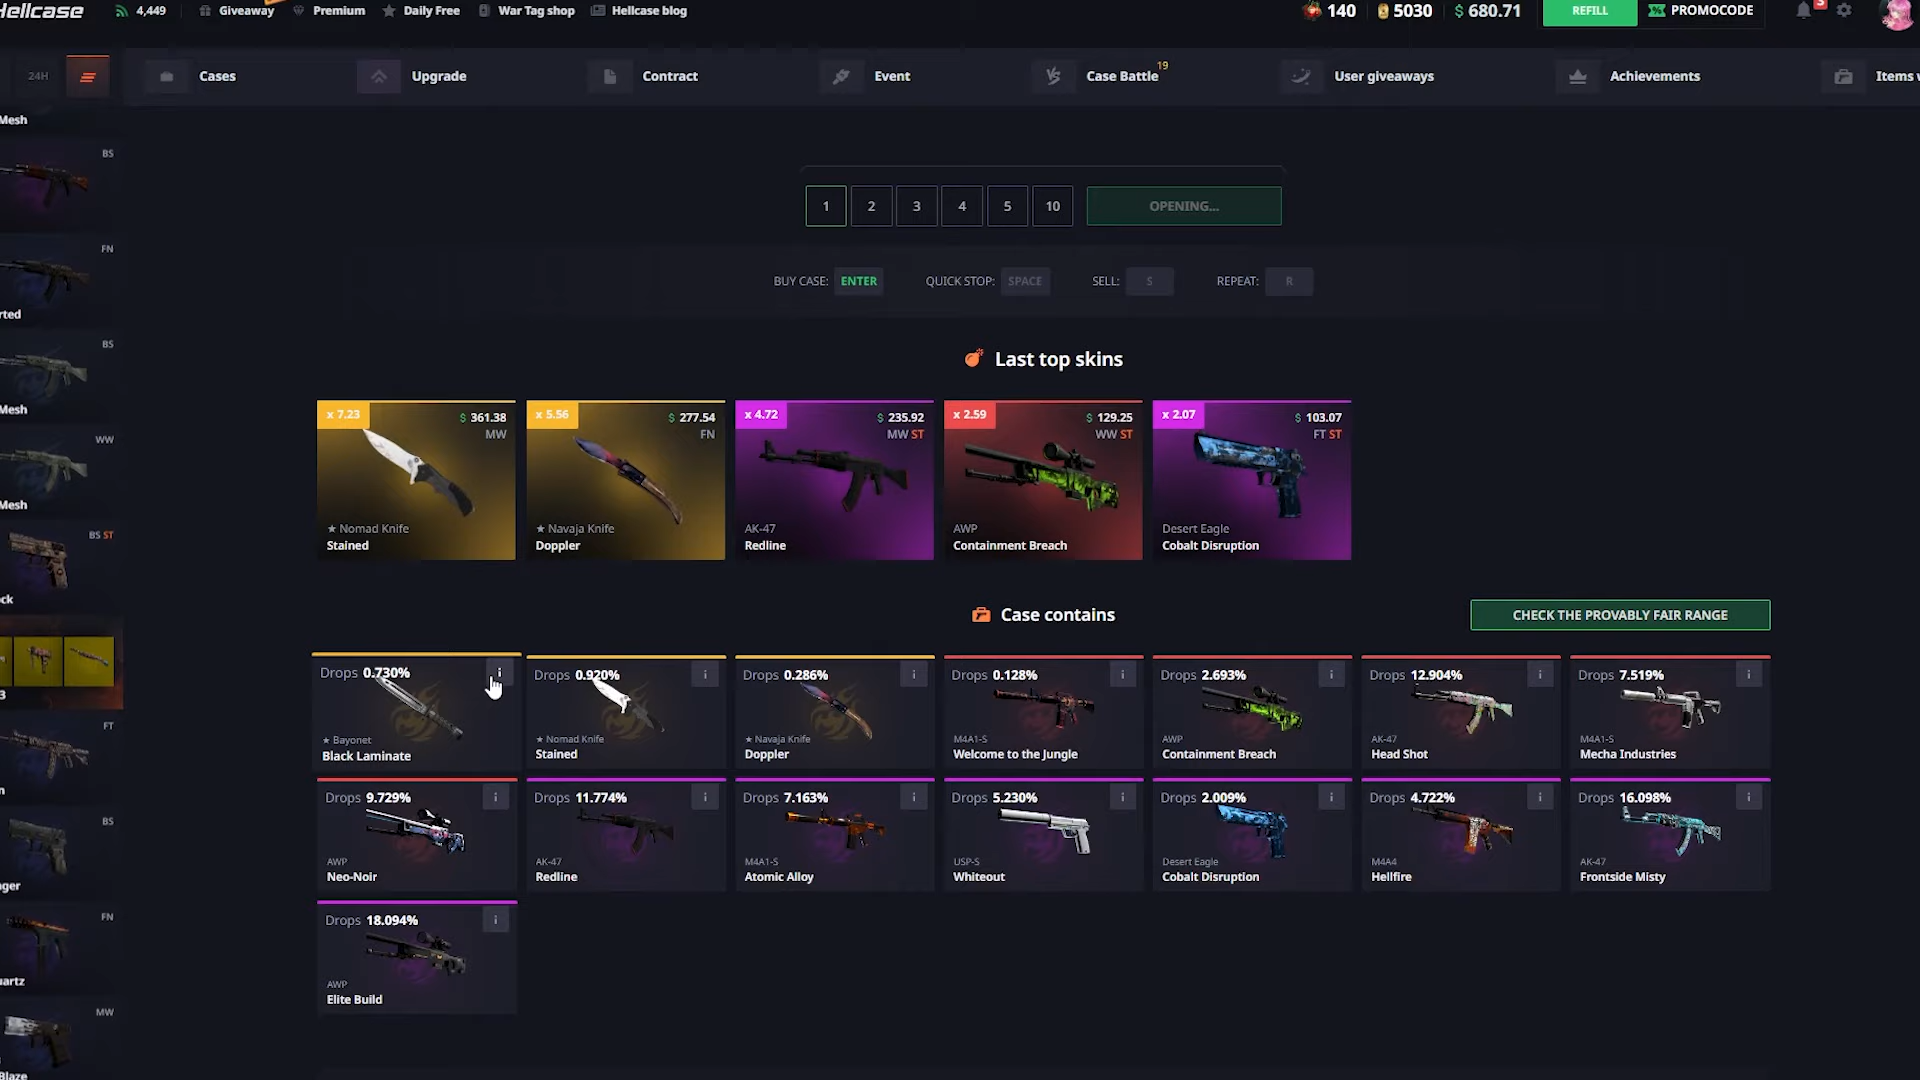 Hellcase
4,449
Giveaway
Premium
Daily Free
War Tag shop
Hellcase blog
140
5030
$ 680.71
REFILL
PROMOCODE
3
24H
Cases
Upgrade
Contract
Event
Case Battle 19
User giveaways
Achievements
Items
1
2
3
4
5
10
OPENING...
BUY CASE: ENTER
QUICK STOP: SPACE
SELL: S
REPEAT: R
Mesh
BS
FN
rted
BS
Mesh
WW
Mesh
BS ST
ck
3
FT
n
BS
ger
FN
uartz
MW
Blaze
Last top skins
x 7.23
$ 361.38
MW
★ Nomad Knife
Stained
x 5.56
$ 277.54
FN
★ Navaja Knife
Doppler
x 4.72
$ 235.92
MW ST
AK-47
Redline
x 2.59
$ 129.25
WW ST
AWP
Containment Breach
x 2.07
$ 103.07
FT ST
Desert Eagle
Cobalt Disruption
Case contains
CHECK THE PROVABLY FAIR RANGE
Drops 0.730%
i
★ Bayonet
Black Laminate
Drops 0.920%
i
★ Nomad Knife
Stained
Drops 0.286%
i
★ Navaja Knife
Doppler
Drops 0.128%
i
M4A1-S
Welcome to the Jungle
Drops 2.693%
i
AWP
Containment Breach
Drops 12.904%
i
AK-47
Head Shot
Drops 7.519%
i
M4A1-S
Mecha Industries
Drops 9.729%
i
AWP
Neo-Noir
Drops 11.774%
i
AK-47
Redline
Drops 7.163%
i
M4A1-S
Atomic Alloy
Drops 5.230%
i
USP-S
Whiteout
Drops 2.009%
i
Desert Eagle
Cobalt Disruption
Drops 4.722%
i
M4A4
Hellfire
Drops 16.098%
i
AK-47
Frontside Misty
Drops 18.094%
i
AWP
Elite Build